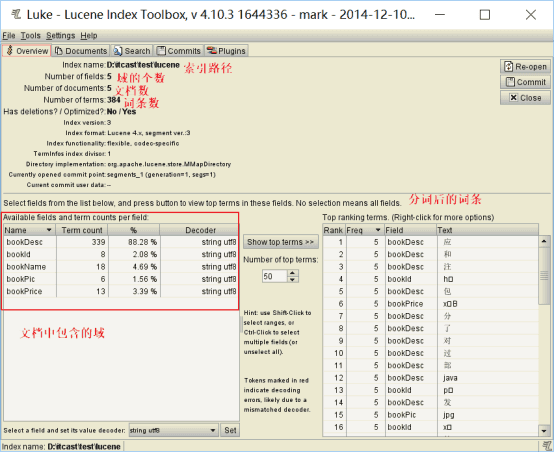 Luke - Lucene Index Toolbox, v 4.10.3 1644336 - mark - 2014-12-10...
File Tools Settings Help
Overview Documents Search Commits Plugins
Index name: D:\itcast\test\lucene 索引路径
Number of fields: 5 域的个数
Number of documents: 5 文档数
Number of terms: 384 词条数
Has deletions? / Optimized?: No / Yes
Index version: 3
Index format: Lucene 4.x, segment ver.:3
Index functionality: flexible, codec-specific
TermInfos index divisor: 1
Directory implementation: org.apache.lucene.store.MMapDirectory
Currently opened commit point: segments_1 (generation=1, segs=1)
Current commit user data: --
Re-open
Commit
Close
Select fields from the list below, and press button to view top terms in these fields. No selection means all fields.
分词后的词条
Available fields and term counts per field:
Name Term count % Decoder
bookDesc 339 88.28 % string utf8
bookId 8 2.08 % string utf8
bookName 18 4.69 % string utf8
bookPic 6 1.56 % string utf8
bookPrice 13 3.39 % string utf8
文档中包含的域
Show top terms >>
Number of top terms:
50
Hint: use Shift-Click to
select ranges, or
Ctrl-Click to select
multiple fields (or
unselect all).
Tokens marked in red
indicate decoding
errors, likely due to a
mismatched decoder.
Top ranking terms. (Right-click for more options)
Rank Freq Field Text
1 5 bookDesc 应
2 5 bookDesc 和
3 5 bookDesc 注
4 5 bookId h
5 5 bookDesc 包
6 5 bookPrice x B
7 5 bookDesc 分
8 5 bookDesc 了
9 5 bookDesc 对
10 5 bookDesc 过
11 5 bookDesc 部
12 5 bookDesc java
13 5 bookId p
14 5 bookDesc 发
15 5 bookPic jpg
16 5 bookId x
Select a field and set its value decoder: string utf8 Set
Index name: D:\itcast\test\lucene